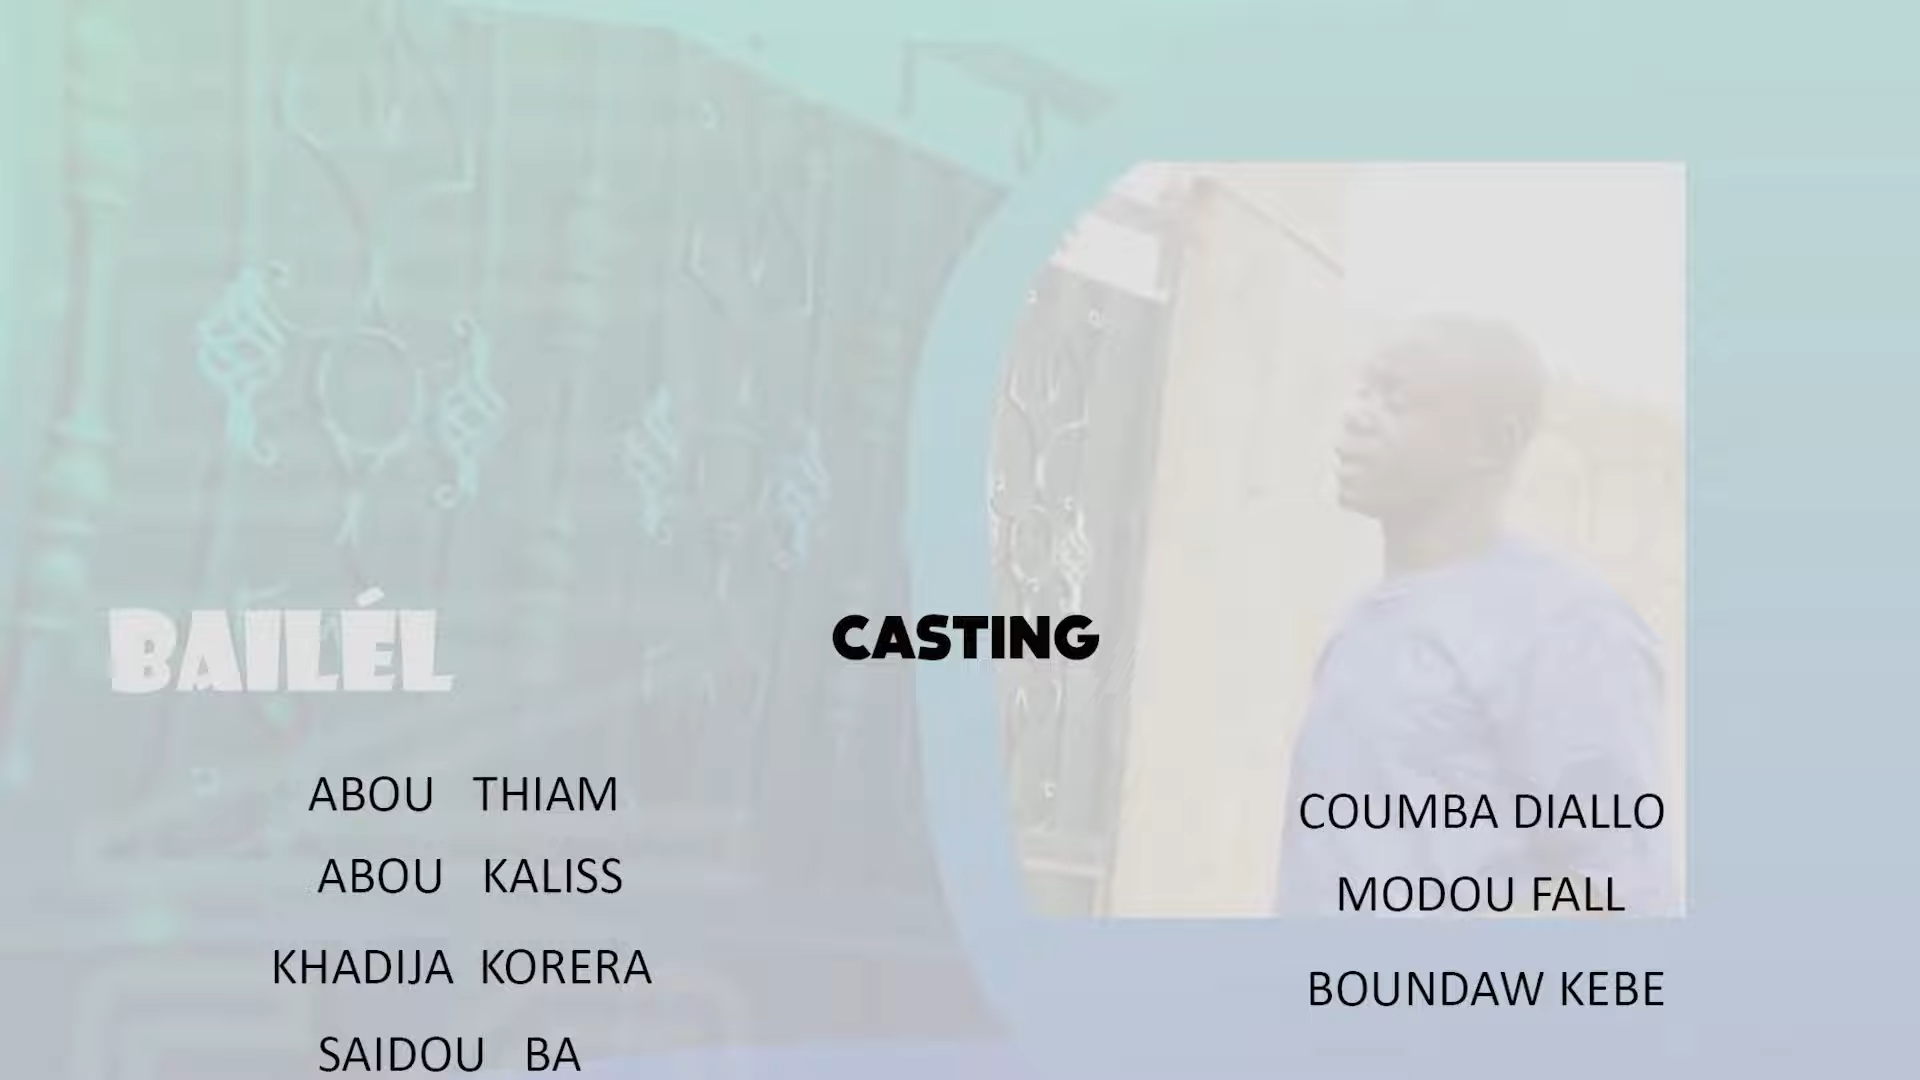 BAILÉL
CASTING
ABOU THIAM
ABOU KALISS
KHADIJA KORERA
SAIDOU BA
COUMBA DIALLO
MODOU FALL
BOUNDAW KEBE